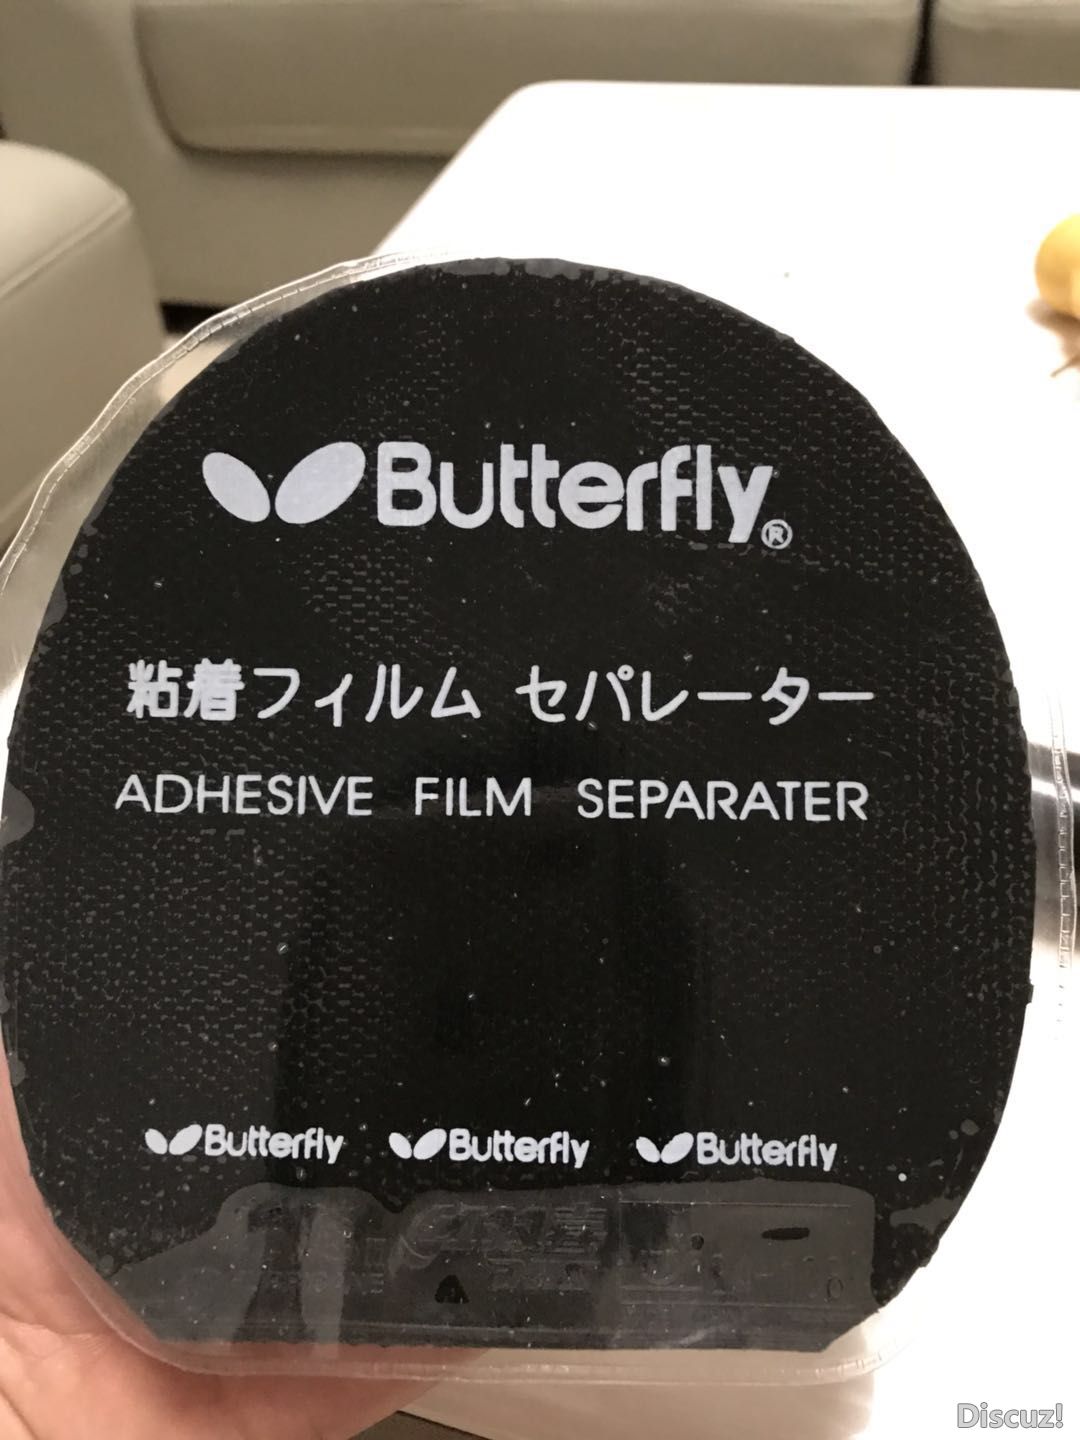 Butterfly®
粘着フィルム セパレーター
ADHESIVE FILM SEPARATER
Butterfly Butterfly Butterfly
Discuz!